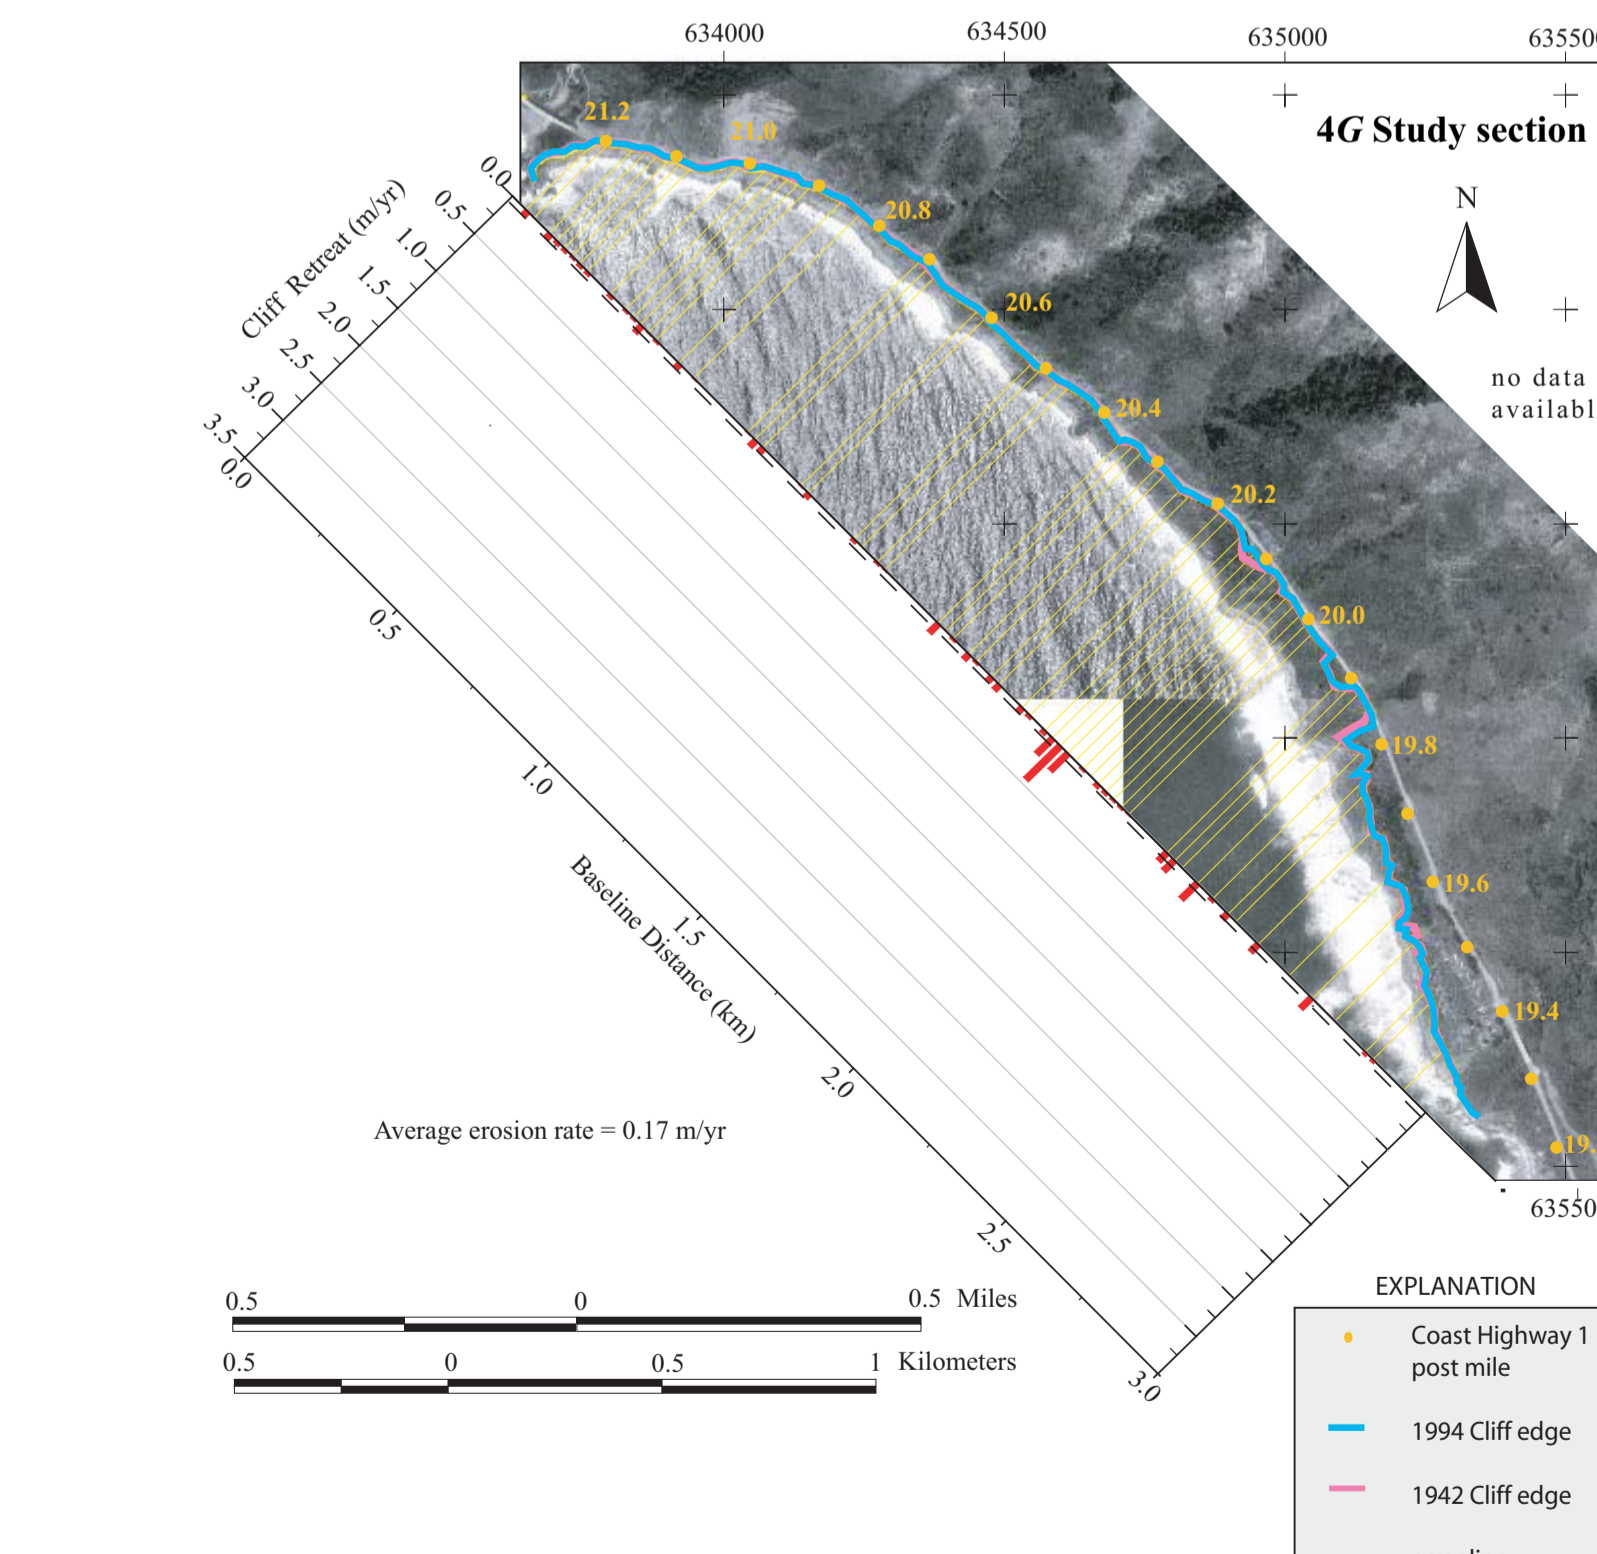 634000
634500
635000
63550
4G Study section
N
no data
availabl
21.2
21.0
20.8
20.6
20.4
20.2
20.0
19.8
19.6
19.4
19.
63550
Cliff Retreat (m/yr)
0.0
0.5
1.0
1.5
2.0
2.5
3.0
3.5
0.0
0.5
1.0
1.5
2.0
2.5
3.0
Baseline Distance (km)
Average erosion rate = 0.17 m/yr
0.5 0 0.5 Miles
0.5 0 0.5 1 Kilometers
EXPLANATION
Coast Highway 1
post mile
1994 Cliff edge
1942 Cliff edge